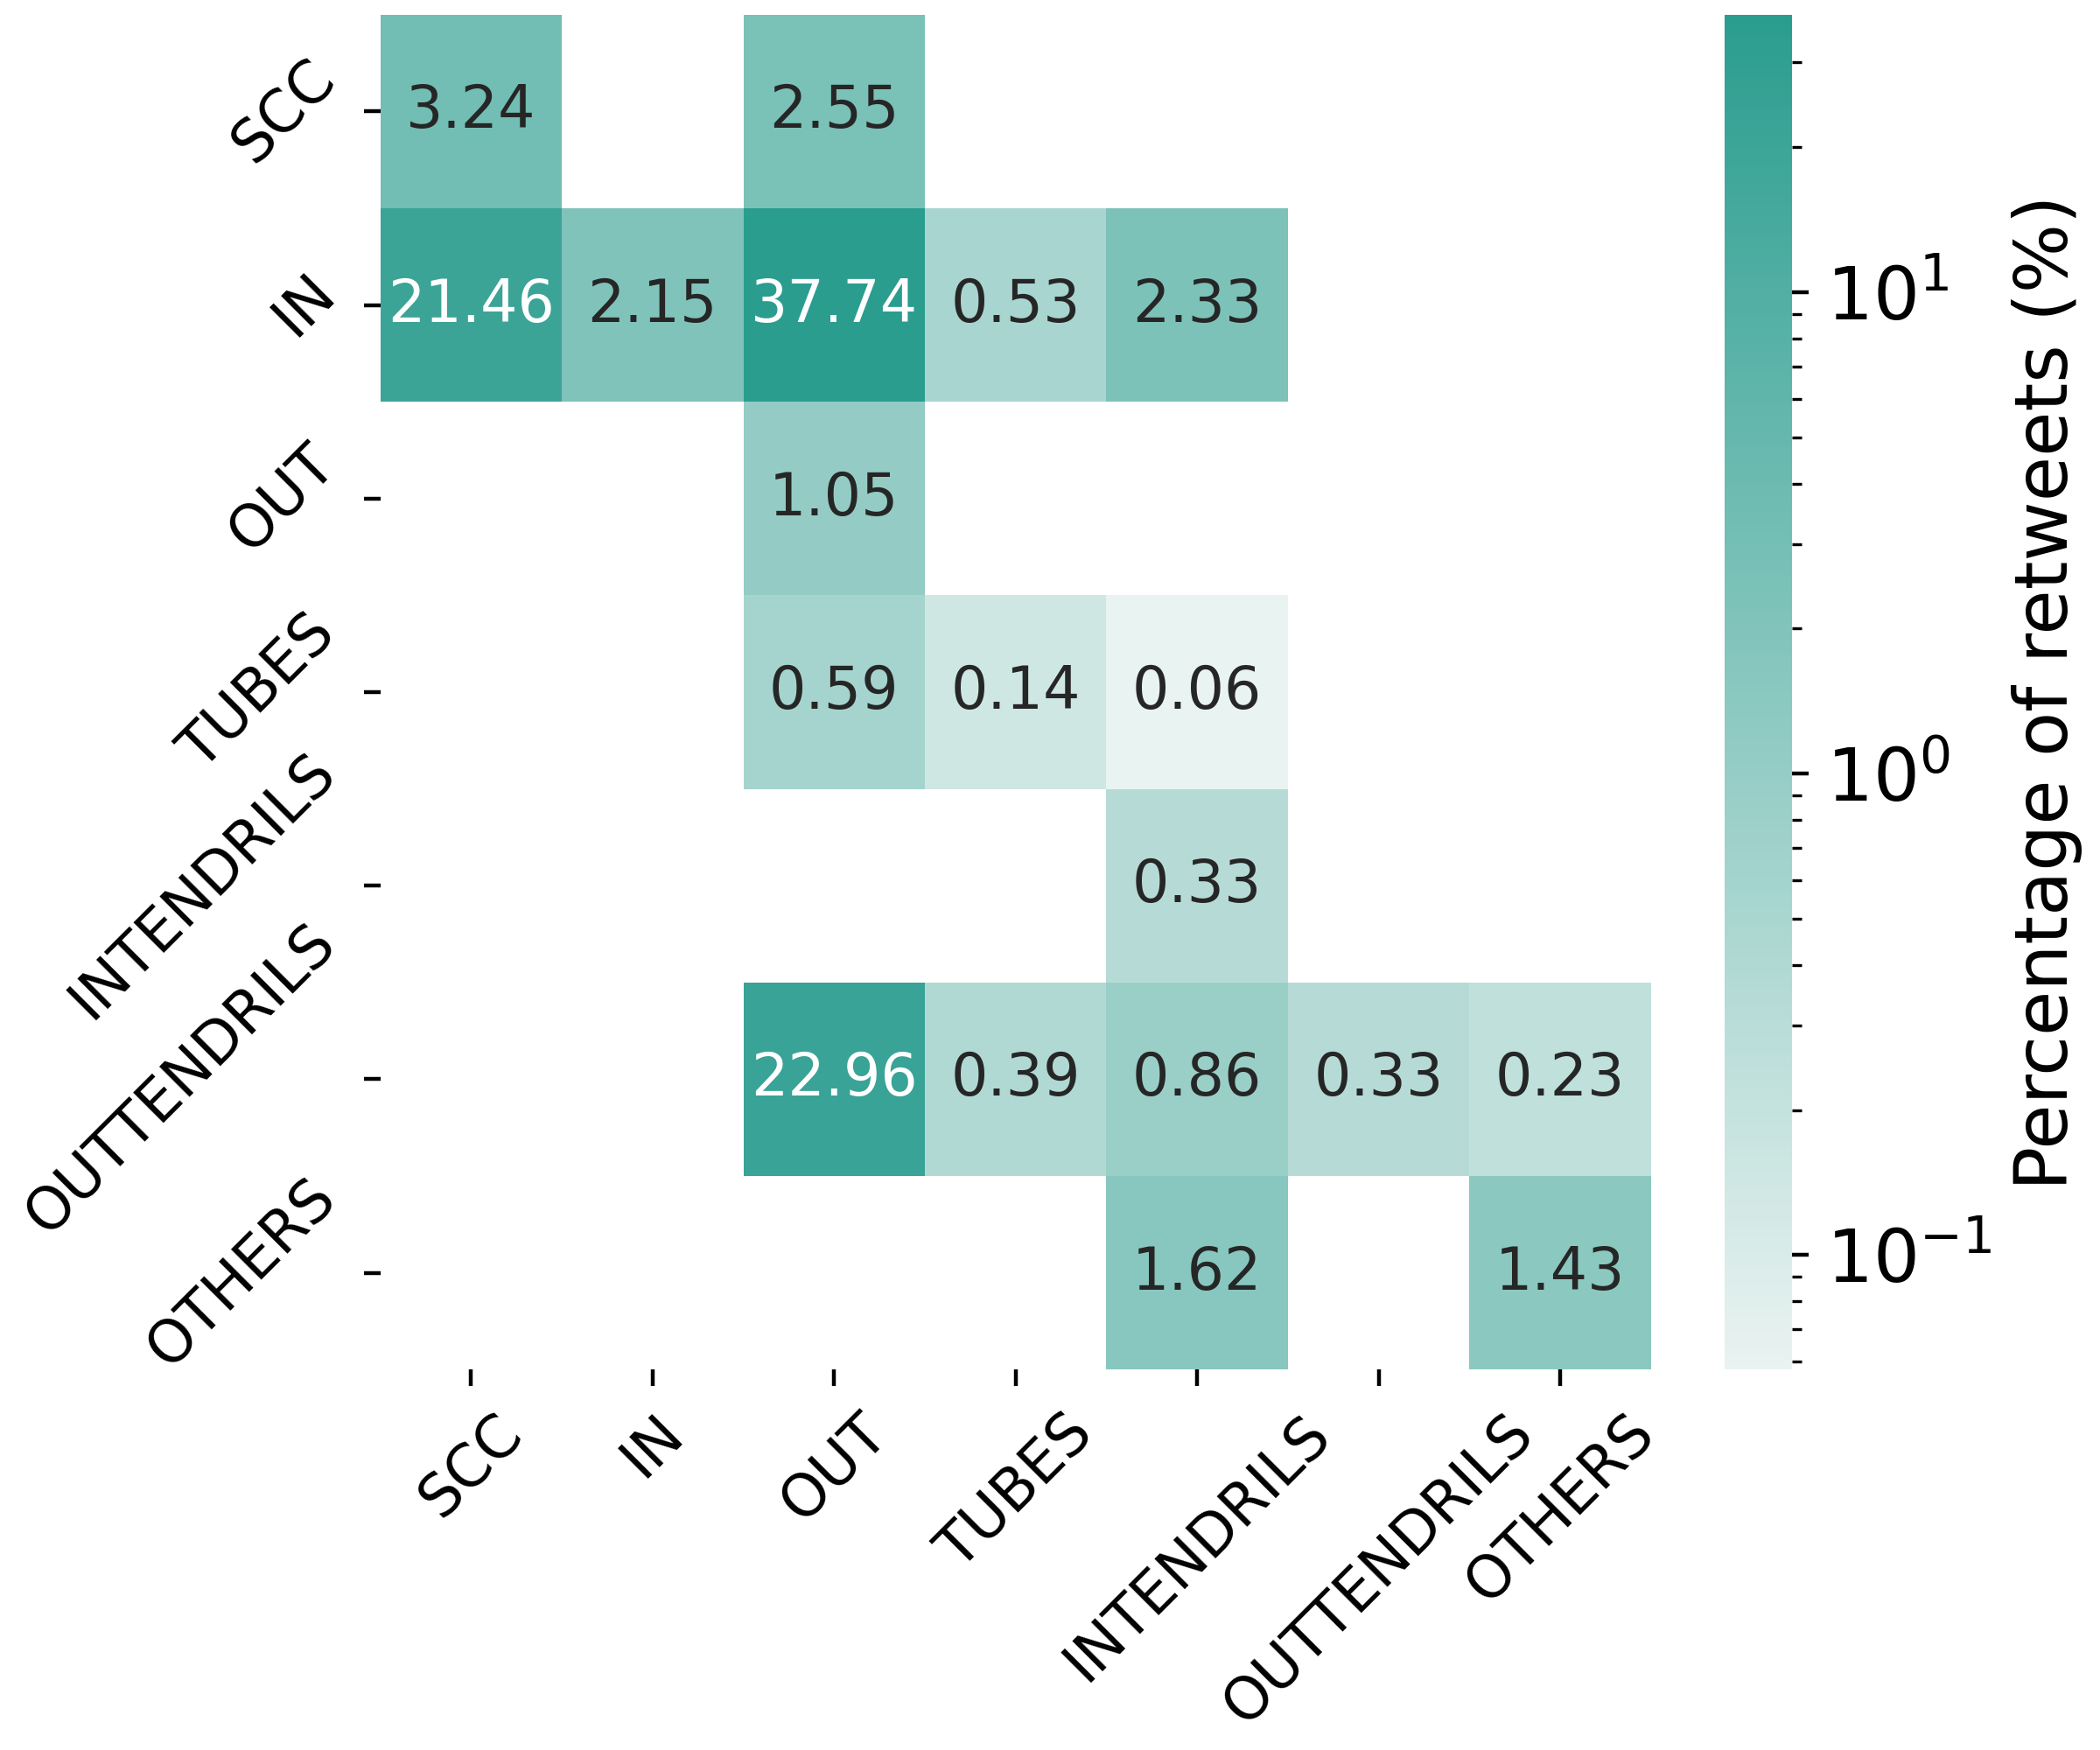 SCC 3.24 2.55
IN 21.46 2.15 37.74 0.53 2.33
OUT 1.05
TUBES 0.59 0.14 0.06
INTENDRILS 0.33
OUTTENDRILS 22.96 0.39 0.86 0.33 0.23
OTHERS 1.62 1.43
SCC IN OUT TUBES INTENDRILS OUTTENDRILS OTHERS
10¹
10⁰
10⁻¹
Percentage of retweets (%)